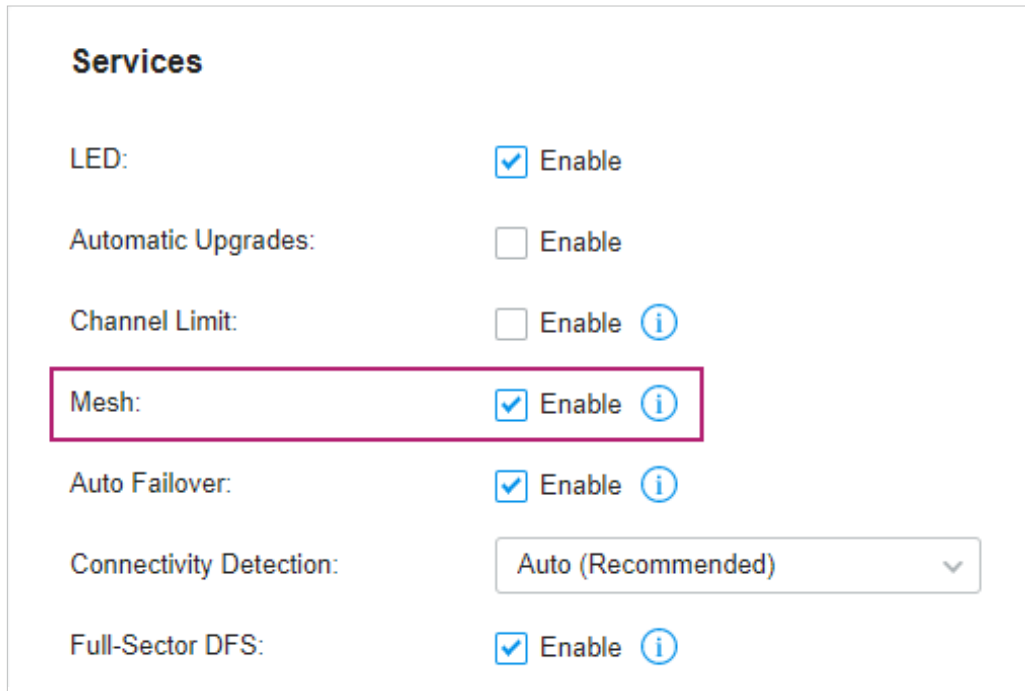 Services
LED: Enable
Automatic Upgrades: Enable
Channel Limit: Enable
Mesh: Enable
Auto Failover: Enable
Connectivity Detection: Auto (Recommended)
Full-Sector DFS: Enable